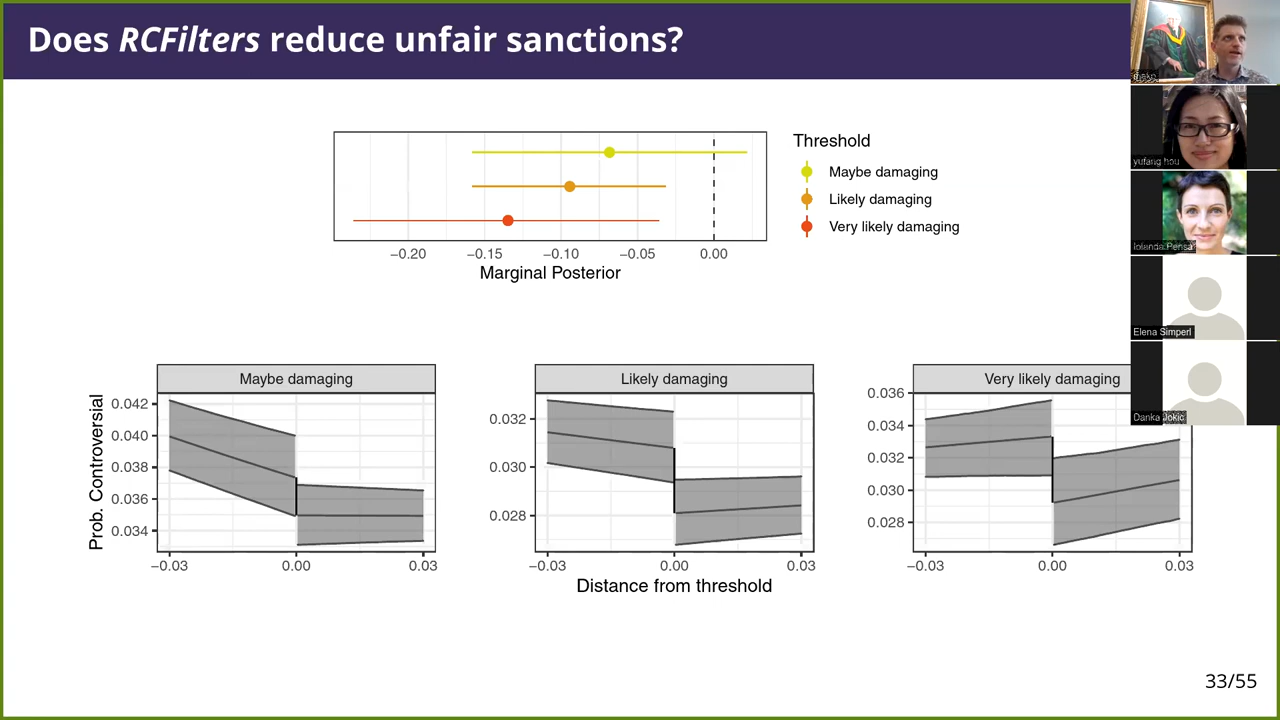 Does RCFilters reduce unfair sanctions?
mako
yufang hou
Iolanda Pensa
Elena Simperl
Danka Jokic
Threshold
Maybe damaging
Likely damaging
Very likely damaging
−0.20 −0.15 −0.10 −0.05 0.00
Marginal Posterior
Maybe damaging
Likely damaging
Very likely damaging
Prob. Controversial
0.042
0.040
0.038
0.036
0.034
0.032
0.030
0.028
0.036
0.034
0.032
0.030
0.028
−0.03 0.00 0.03
−0.03 0.00 0.03
−0.03 0.00 0.03
Distance from threshold
33/55